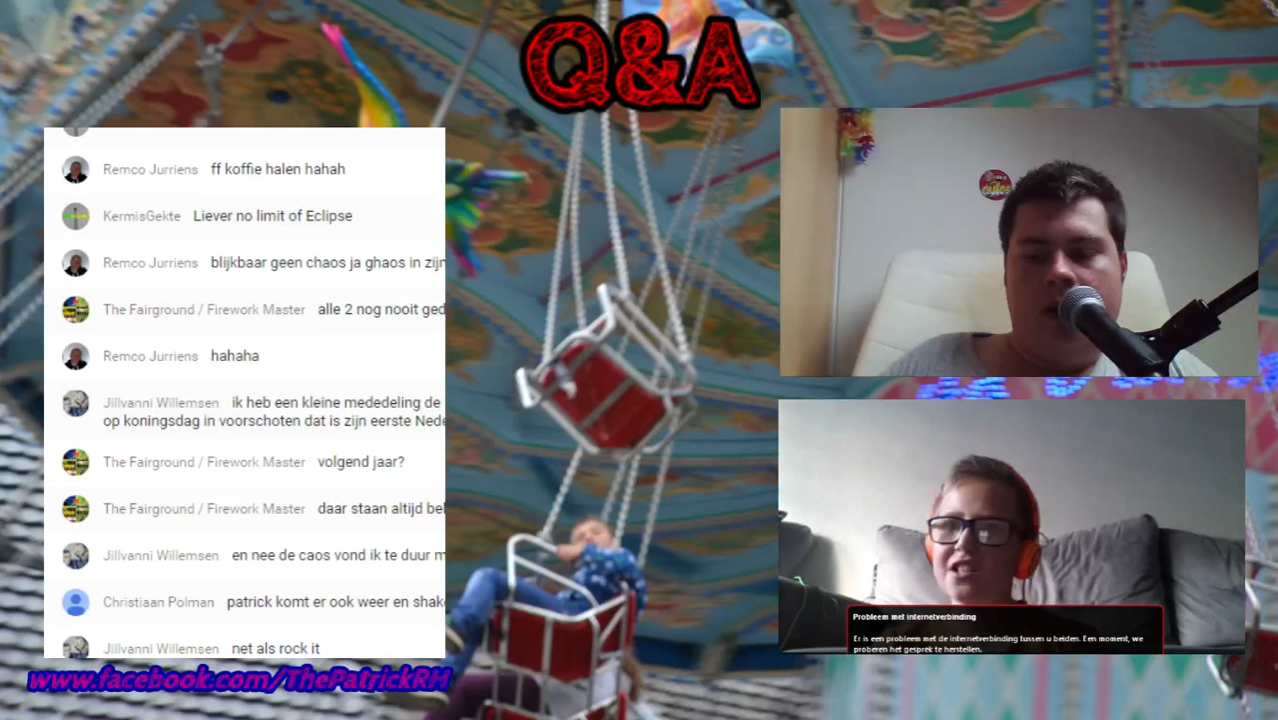 Q&A
Remco Jurriens ff koffie halen hahah
KermisGekte Liever no limit of Eclipse
Remco Jurriens blijkbaar geen chaos ja ghaos in zijn
The Fairground / Firework Master alle 2 nog nooit ged
Remco Jurriens hahaha
Jillvanni Willemsen ik heb een kleine mededeling de
op koningsdag in voorschoten dat is zijn eerste Nede
The Fairground / Firework Master volgend jaar?
The Fairground / Firework Master daar staan altijd bel
Jillvanni Willemsen en nee de caos vond ik te duur m
Christiaan Polman patrick komt er ook weer en shak
Jillvanni Willemsen net als rock it
www.facebook.com/ThePatrickRH
Probleem met internetverbinding
Er is een probleem met de internetverbinding tussen u beiden. Een moment, we
proberen het gesprek te herstellen.